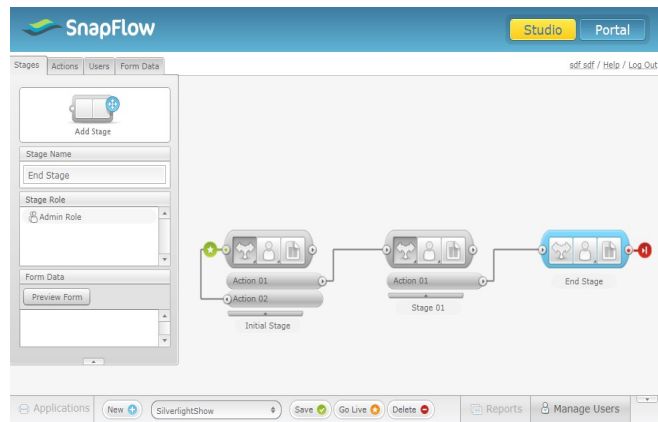 SnapFlow
Studio Portal
Stages Actions Users Form Data
sdf sdf / Help / Log Out
Add Stage
Stage Name
End Stage
Stage Role
Admin Role
Form Data
Preview Form
Action 01
Action 02
Initial Stage
Action 01
Stage 01
End Stage
Applications New SilverlightShow Save Go Live Delete Reports Manage Users